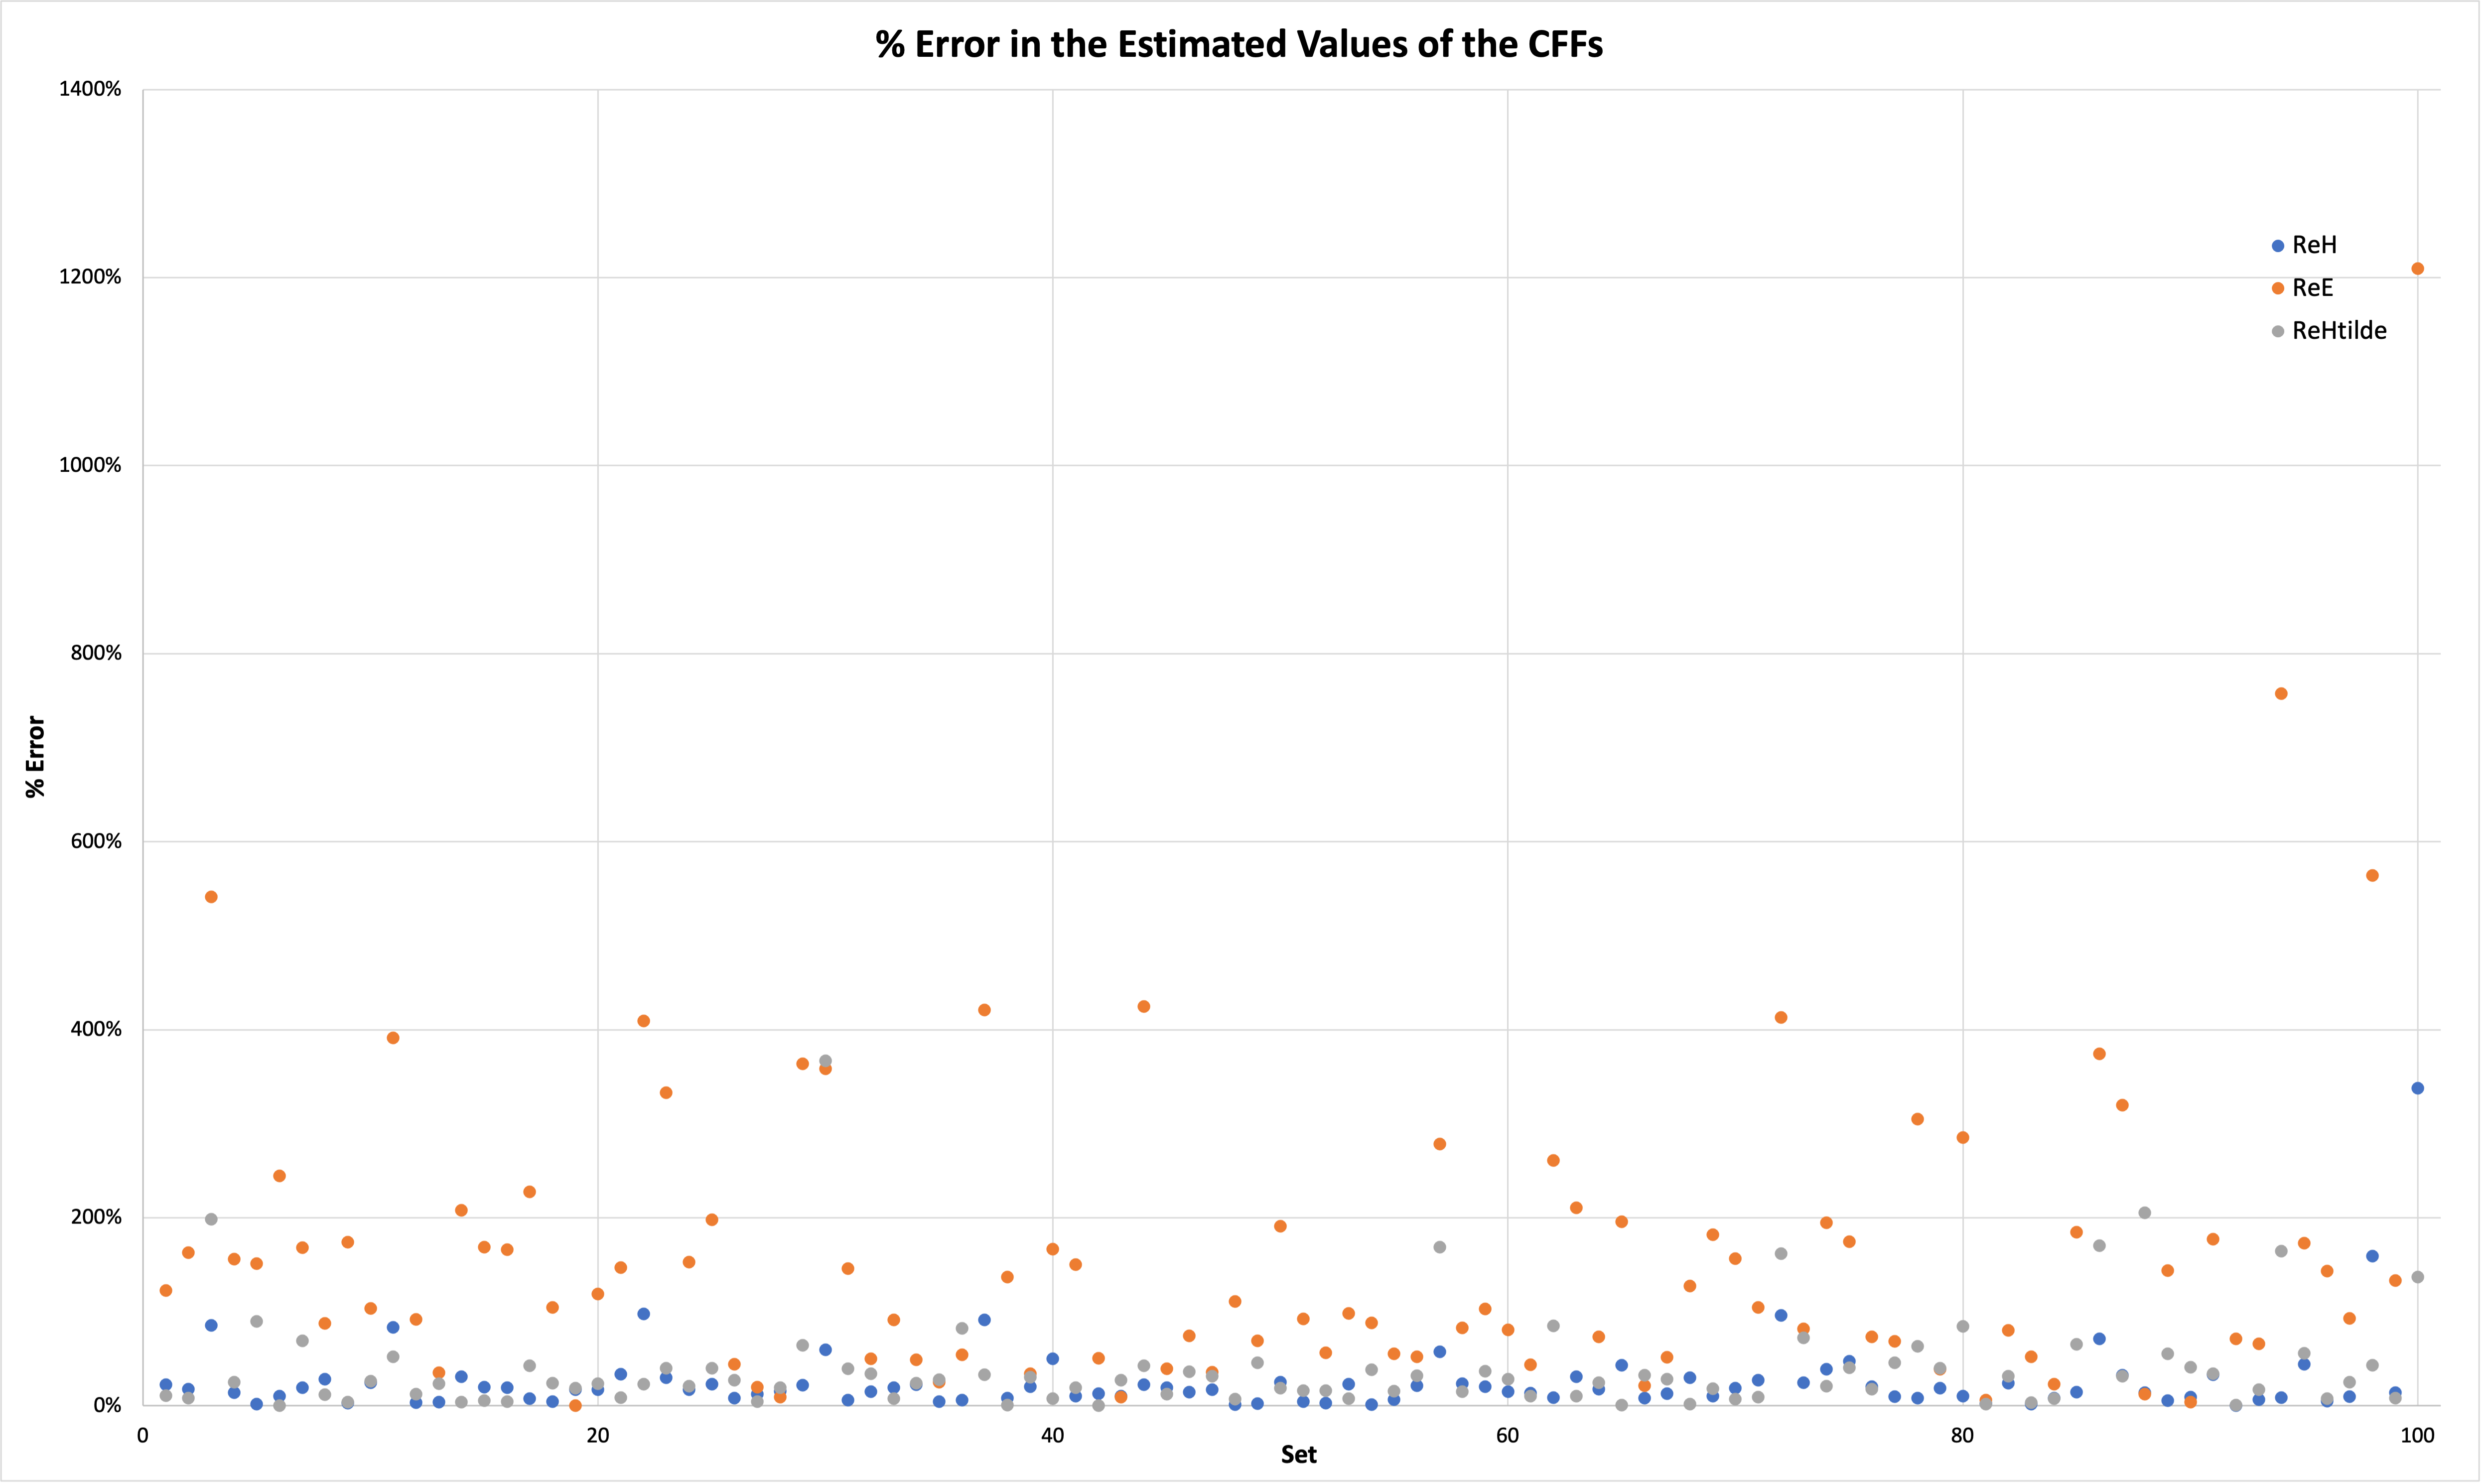 % Error in the Estimated Values of the CFFs
1400%
1200%
1000%
800%
600%
400%
200%
0%
% Error
ReH
ReE
ReHtilde
0 20 40 60 80 100
Set